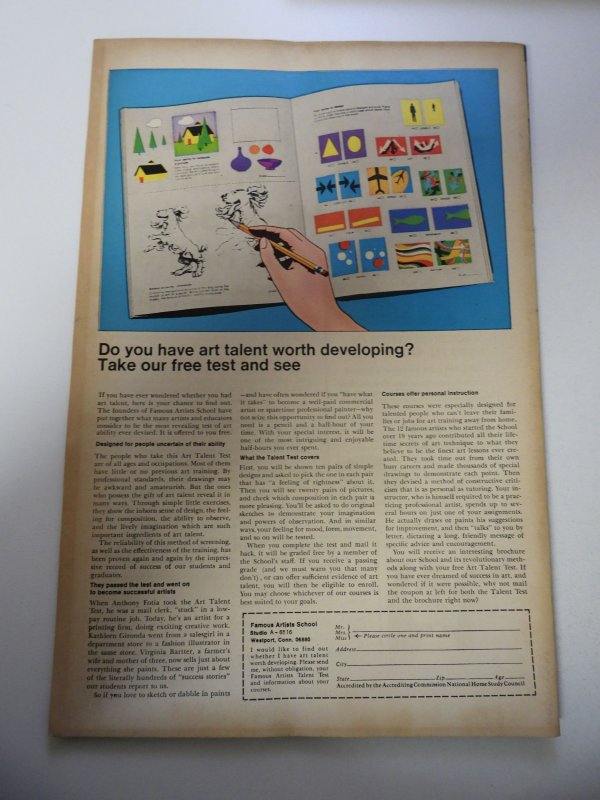 Do you have art talent worth developing?
Take our free test and see
If you have ever wondered whether you had
art talent, here is your chance to find out.
The founders of Famous Artists School have
put together what many artists and educators
consider to be the most revealing test of art
ability ever devised. It is offered to you free.
Designed for people uncertain of their ability
The people who take this Art Talent Test
are of all ages and occupations. Most of them
have little or no previous art training. By
professional standards, their drawings may
be awkward and amateurish. But the ones
who possess the gift of art talent reveal it in
many ways. Through simple little exercises,
they show the inborn sense of design, the feel-
ing for composition, the ability to observe,
and the lively imagination which are such
important ingredients of art talent.
The reliability of this method of screening,
as well as the effectiveness of the training, has
been proven again and again by the impres-
sive record of success of our students and
graduates.
They passed the test and went on
to become successful artists
When Anthony Fotia took the Art Talent
Test, he was a mail clerk, "stuck" in a low-
pay routine job. Today, he's an artist for a
printing firm, doing exciting creative work.
Kathleen Gironda went from a salesgirl in a
department store to a fashion illustrator in
the same store. Virginia Bartter, a farmer's
wife and mother of three, now sells just about
everything she paints. These are just a few
of the literally hundreds of "success stories"
our students report to us.
So if you love to sketch or dabble in paints
—and have often wondered if you "have what
it takes" to become a well-paid commercial
artist or sparetime professional painter—why
not seize this opportunity to find out? All you
need is a pencil and a half-hour of your
time. With your special interest, it will be
one of the most intriguing and enjoyable
half-hours you ever spent.
What the Talent Test covers
First, you will be shown ten pairs of simple
designs and asked to pick the one in each pair
that has "a feeling of rightness" about it.
Then you will see twenty pairs of pictures,
and check which composition in each pair is
more pleasing. You'll be asked to do original
sketches to demonstrate your imagination
and powers of observation. And in similar
ways, your feeling for mood, form, movement,
and so on will be tested.
When you complete the test and mail it
back, it will be graded free by a member of
the School's staff. If you receive a passing
grade (and we must warn you that many
don't), or can offer sufficient evidence of art
talent, you will then be eligible to enroll.
You may choose whichever of our courses is
best suited to your goals.
Courses offer personal instruction
These courses were especially designed for
talented people who can't leave their fami-
lies or jobs for art training away from home.
The 12 famous artists who started the School
over 19 years ago contributed all their life-
time secrets of art technique to what they
believe to be the finest art lessons ever cre-
ated. They took time out from their own
busy careers and made thousands of special
drawings to demonstrate each point. Then
they devised a method of constructive criti-
cism that is as personal as tutoring. Your in-
structor, who is himself required to be a prac-
ticing professional artist, spends up to sev-
eral hours on just one of your assignments.
He actually draws or paints his suggestions
for improvement, and then "talks" to you by
letter, dictating a long, friendly message of
specific advice and encouragement.
You will receive an interesting brochure
about our School and its revolutionary meth-
ods along with your free Art Talent Test. If
you have ever dreamed of success in art, and
wondered if it were possible, why not mail
the coupon at left for both the Talent Test
and the brochure right now?
Famous Artists School
Studio A-6516
Westport, Conn. 06880
I would like to find out
whether I have art talent
worth developing. Please send
me, without obligation, your
Famous Artists Talent Test
and information about your
courses.
Mr.
Mrs.
Miss
← Please circle one and print name
Address
City
State Zip Age
Accredited by the Accrediting Commission National Home Study Council